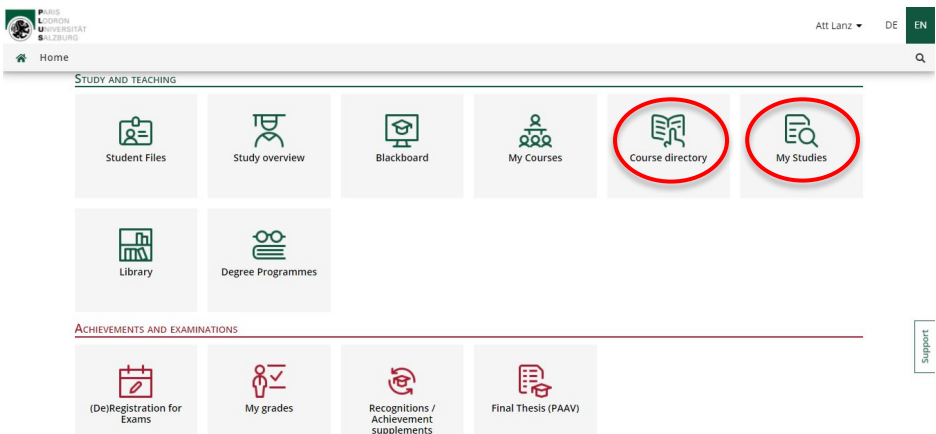 PARIS
LODRON
UNIVERSITÄT
SALZBURG
Att Lanz DE EN
Home
STUDY AND TEACHING
Student Files Study overview Blackboard My Courses Course directory My Studies
Library Degree Programmes
ACHIEVEMENTS AND EXAMINATIONS
Support
(De)Registration for Exams
My grades
Recognitions /
Achievement
supplements
Final Thesis (PAAV)